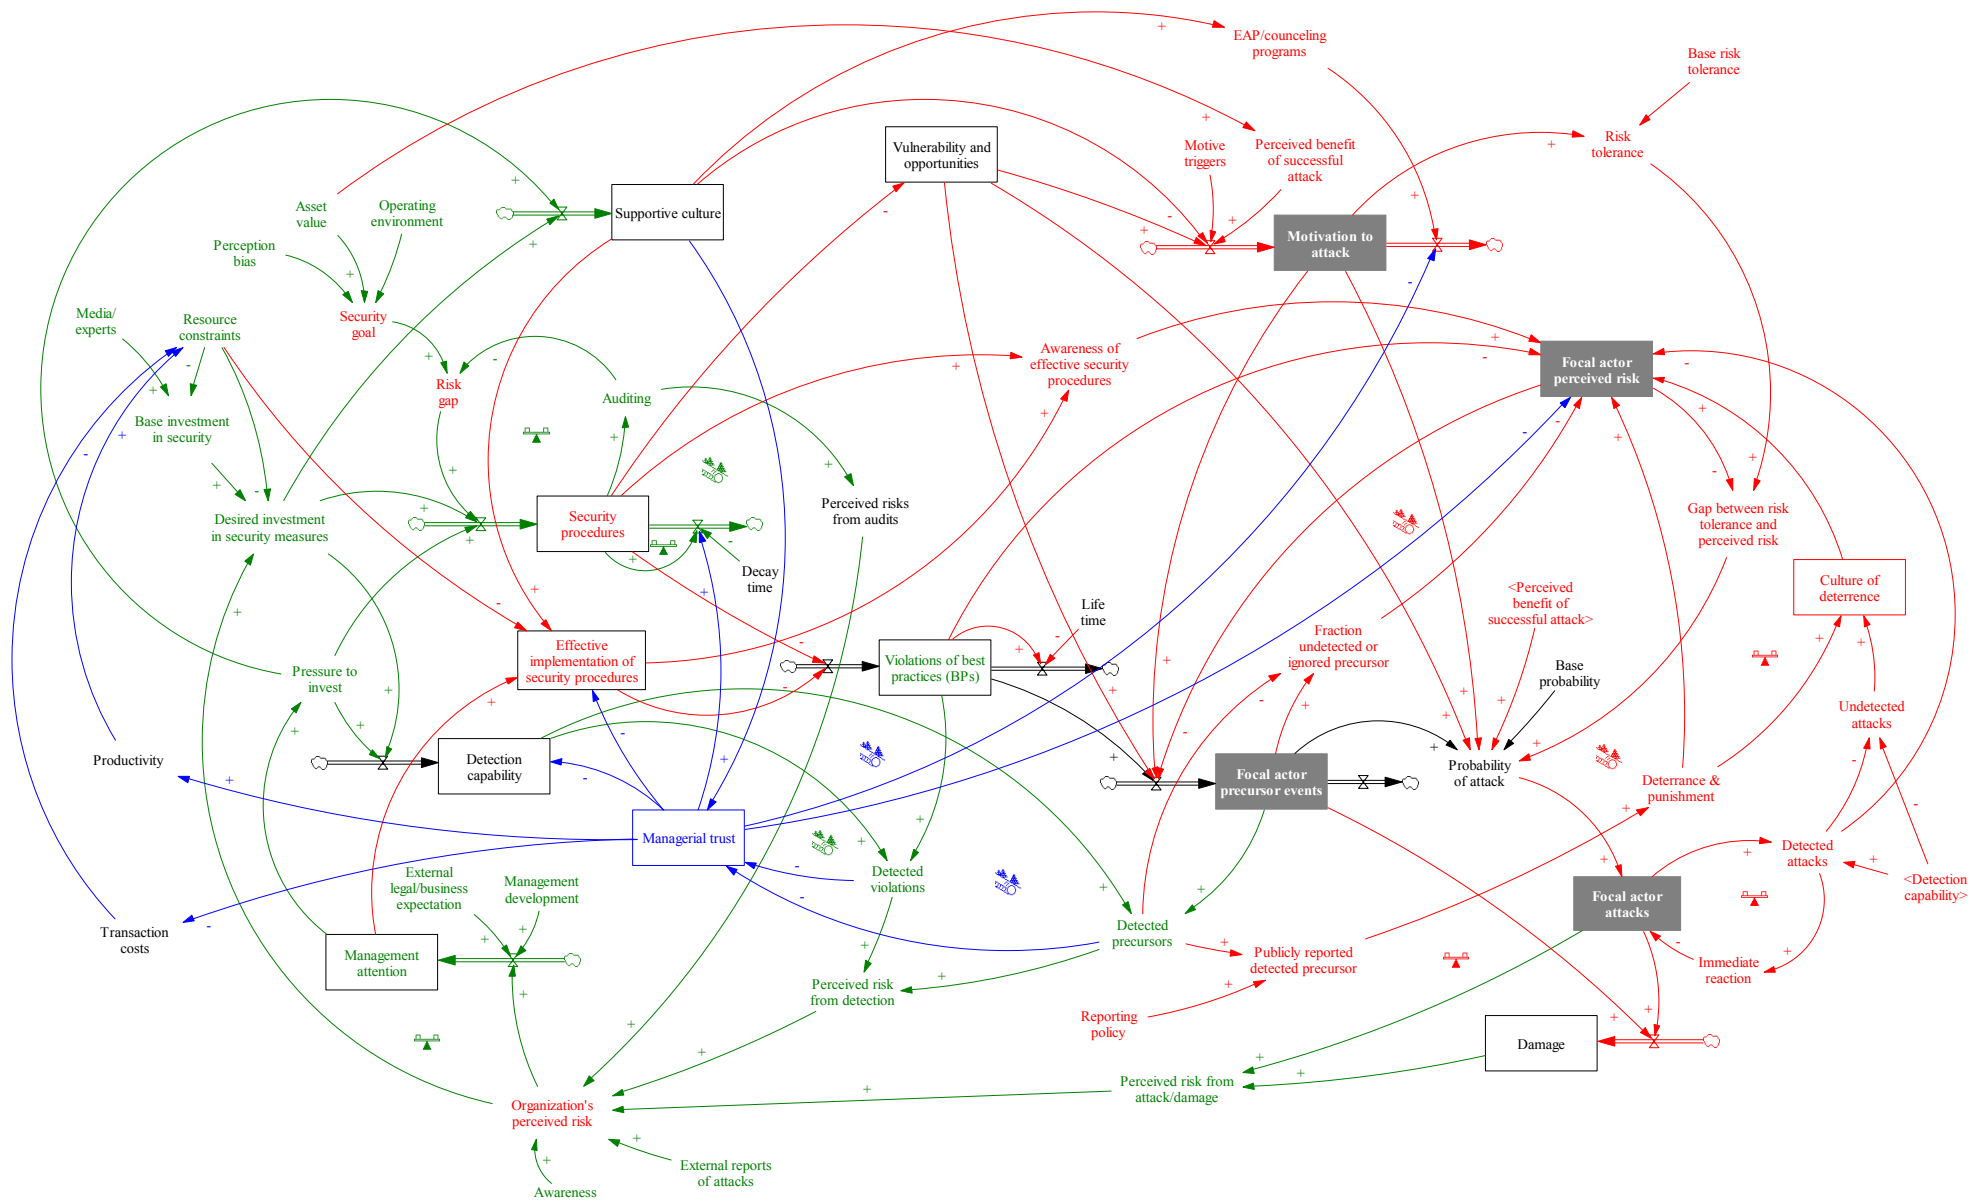 EAP/counceling
programs
Base risk
tolerance
Vulnerability and
opportunities
Motive
triggers
Perceived benefit
of successful
attack
Risk
tolerance
Asset
value
Operating
environment
Supportive culture
Perception
bias
Motivation to
attack
Media/
experts
Resource
constraints
Security
goal
Awareness of
effective security
procedures
Focal actor
perceived risk
Risk
gap
Auditing
Base investment
in security
Perceived risks
from audits
Desired investment
in security measures
Security
procedures
Gap between risk
tolerance and
perceived risk
Decay
time
Culture of
deterrence
<Perceived
benefit of
successful attack>
Life
time
Effective
implementation of
security procedures
Violations of best
practices (BPs)
Fraction
undetected or
ignored precursor
Base
probability
Pressure to
invest
Undetected
attacks
Productivity
Detection
capability
Focal actor
precursor events
Probability
of attack
Deterrance &
punishment
Managerial trust
Detected
attacks
External
legal/business
expectation
Management
development
Detected
violations
Focal actor
attacks
<Detection
capability>
Transaction
costs
Detected
precursors
Management
attention
Publicly reported
detected precursor
Immediate
reaction
Perceived risk
from detection
Reporting
policy
Damage
Perceived risk from
attack/damage
Organization's
perceived risk
External reports
of attacks
Awareness